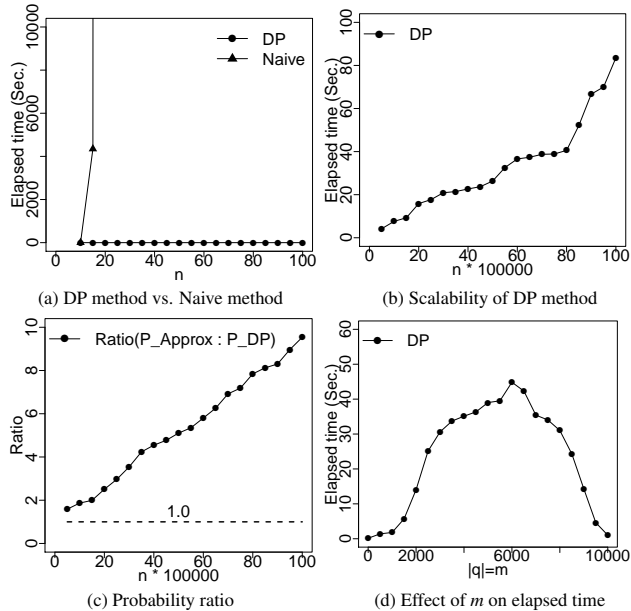 10000
6000
2000
0
Elapsed time (Sec.)
DP
Naive
0 20 40 60 80 100
n
(a) DP method vs. Naive method
100
80
60
40
20
0
Elapsed time (Sec.)
DP
0 20 40 60 80 100
n * 100000
(b) Scalability of DP method
10
8
6
4
2
0
Ratio
Ratio(P_Approx : P_DP)
1.0
0 20 40 60 80 100
n * 100000
(c) Probability ratio
60
50
40
30
20
10
0
Elapsed time (Sec.)
DP
0 2000 6000 10000
|q|=m
(d) Effect of m on elapsed time